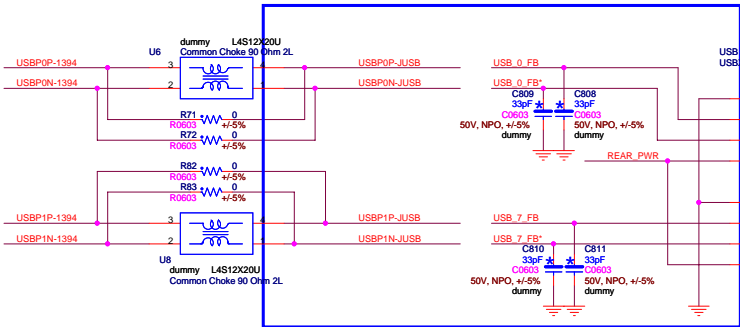 dummy L4S12X20U
U6 Common Choke 90 Ohm 2L
USBP0P-1394 3 4 USBP0P-JUSB USB_0_FB
USBP0N-1394 2 1 USBP0N-JUSB USB_0_FB*
USB
USB
C809 C808
33pF 33pF
C0603 C0603
50V, NPO, +/-5% 50V, NPO, +/-5%
dummy dummy
R71 0
R0603 +/-5%
R72 0
R0603 +/-5%
REAR_PWR
R82 0
R0603 +/-5%
R83 0
R0603 +/-5%
USBP1P-1394 3 4 USBP1P-JUSB USB_7_FB
USBP1N-1394 2 1 USBP1N-JUSB USB_7_FB*
U8
dummy L4S12X20U
Common Choke 90 Ohm 2L
C810 C811
33pF 33pF
C0603 C0603
50V, NPO, +/-5% 50V, NPO, +/-5%
dummy dummy